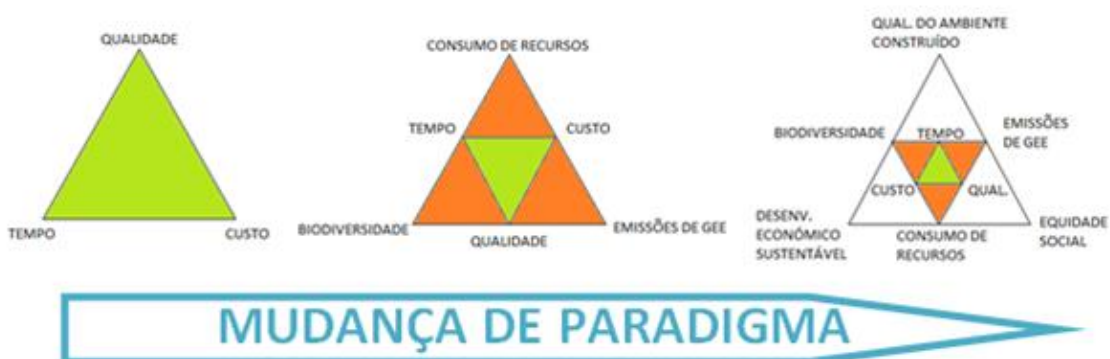 QUALIDADE
TEMPO
CUSTO
CONSUMO DE RECURSOS
TEMPO
CUSTO
BIODIVERSIDADE
QUALIDADE
EMISSÕES DE GEE
QUAL. DO AMBIENTE
CONSTRUÍDO
BIODIVERSIDADE
TEMPO
EMISSÕES
DE GEE
CUSTO
QUAL.
DESENV.
ECONÓMICO
SUSTENTÁVEL
CONSUMO DE
RECURSOS
EQUIDADE
SOCIAL
MUDANÇA DE PARADIGMA